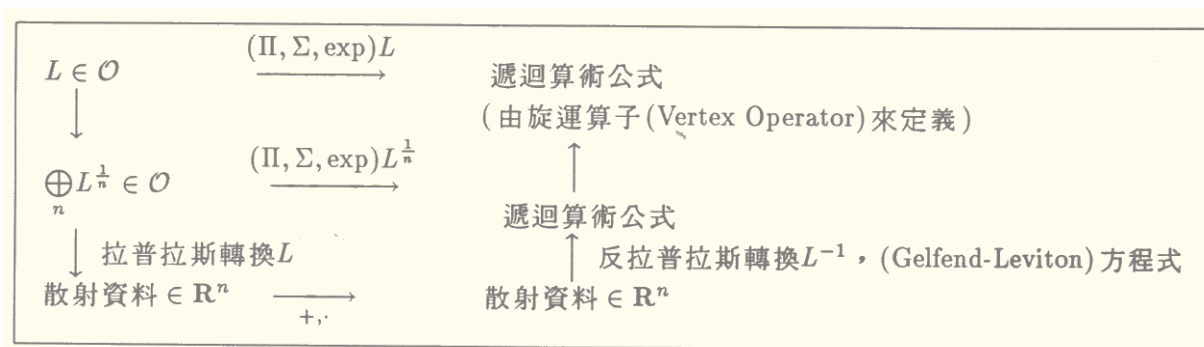 L ∈ 𝒪 (Π, Σ, exp)L 遞迴算術公式
(由旋運算子(Vertex Operator)來定義)
⊕ₙ L^{1/n} ∈ 𝒪 (Π, Σ, exp)L^{1/n}
遞迴算術公式
拉普拉斯轉換L 反拉普拉斯轉換L⁻¹,(Gelfend-Leviton)方程式
散射資料 ∈ Rⁿ +,· 散射資料 ∈ Rⁿ